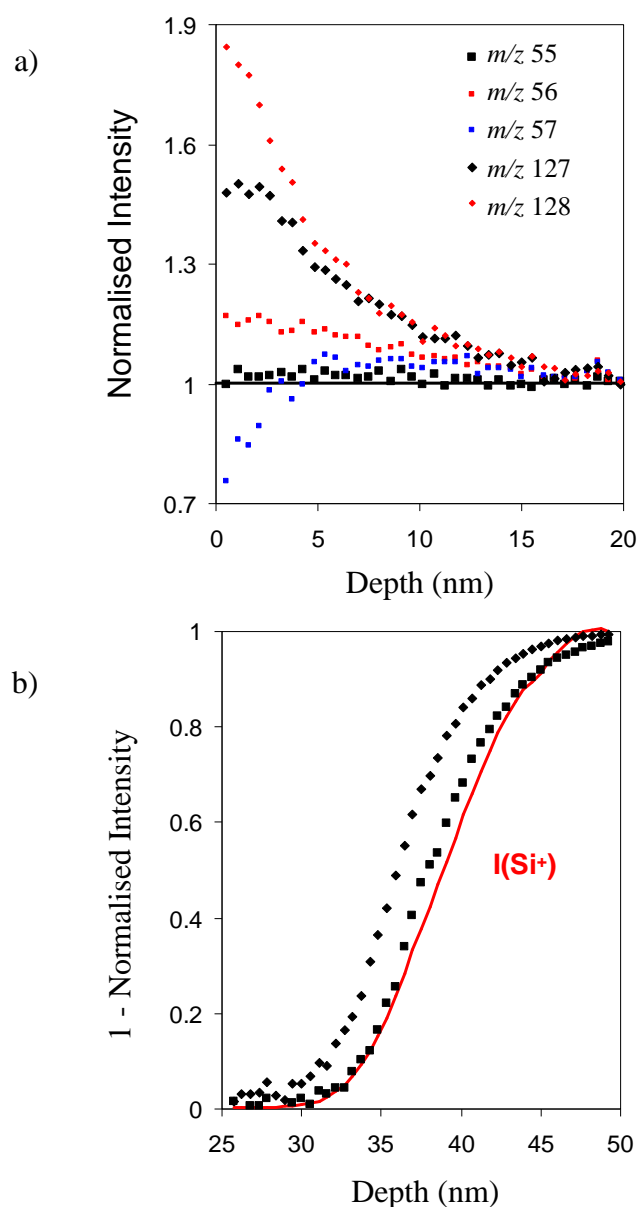 a)
Normalised Intensity
1.9
1.6
1.3
1
0.7
m/z 55
m/z 56
m/z 57
m/z 127
m/z 128
0 5 10 15 20
Depth (nm)
b)
1 - Normalised Intensity
1
0.8
0.6
0.4
0.2
0
I(Si+)
25 30 35 40 45 50
Depth (nm)